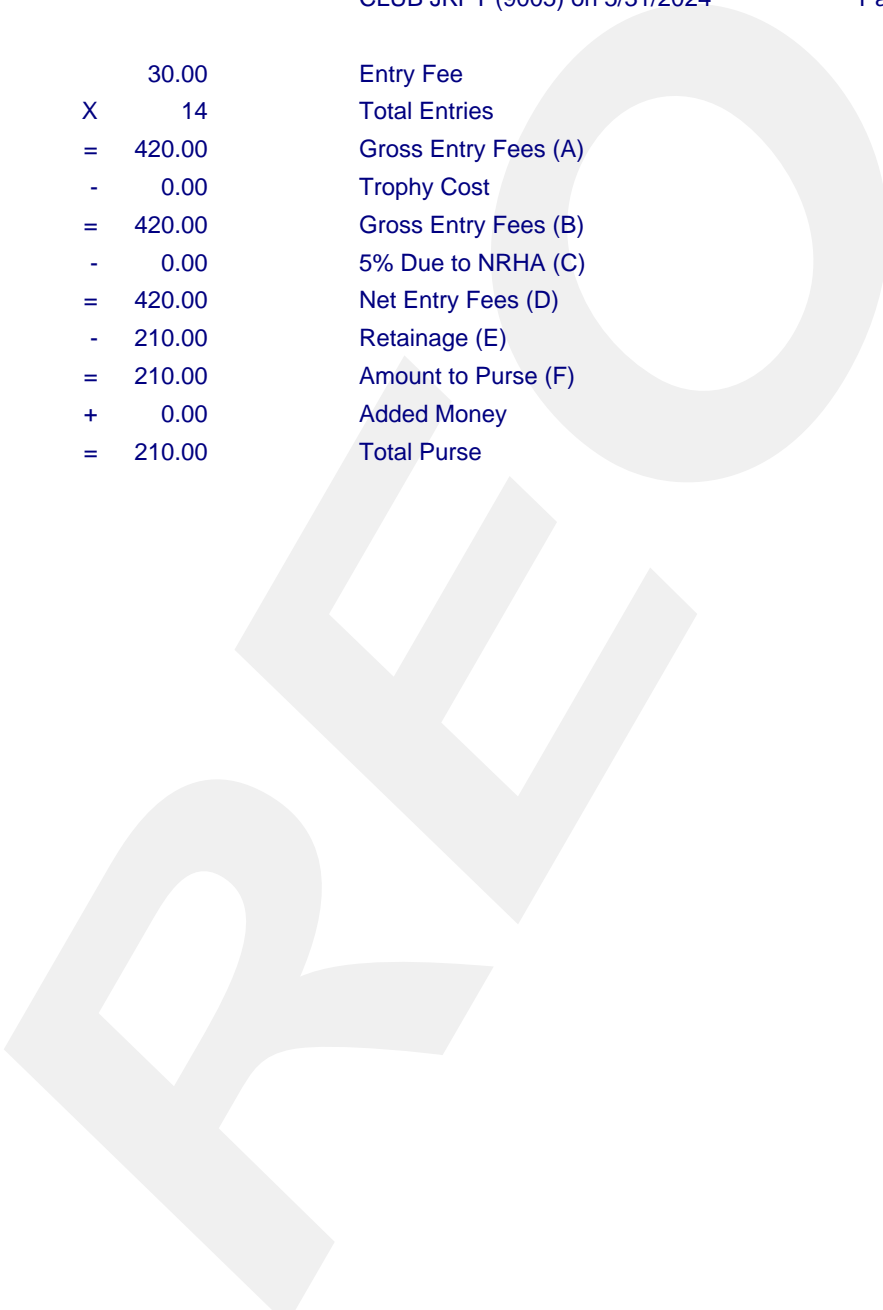 30.00 Entry Fee
X 14 Total Entries
= 420.00 Gross Entry Fees (A)
- 0.00 Trophy Cost
= 420.00 Gross Entry Fees (B)
- 0.00 5% Due to NRHA (C)
= 420.00 Net Entry Fees (D)
- 210.00 Retainage (E)
= 210.00 Amount to Purse (F)
+ 0.00 Added Money
= 210.00 Total Purse
REO